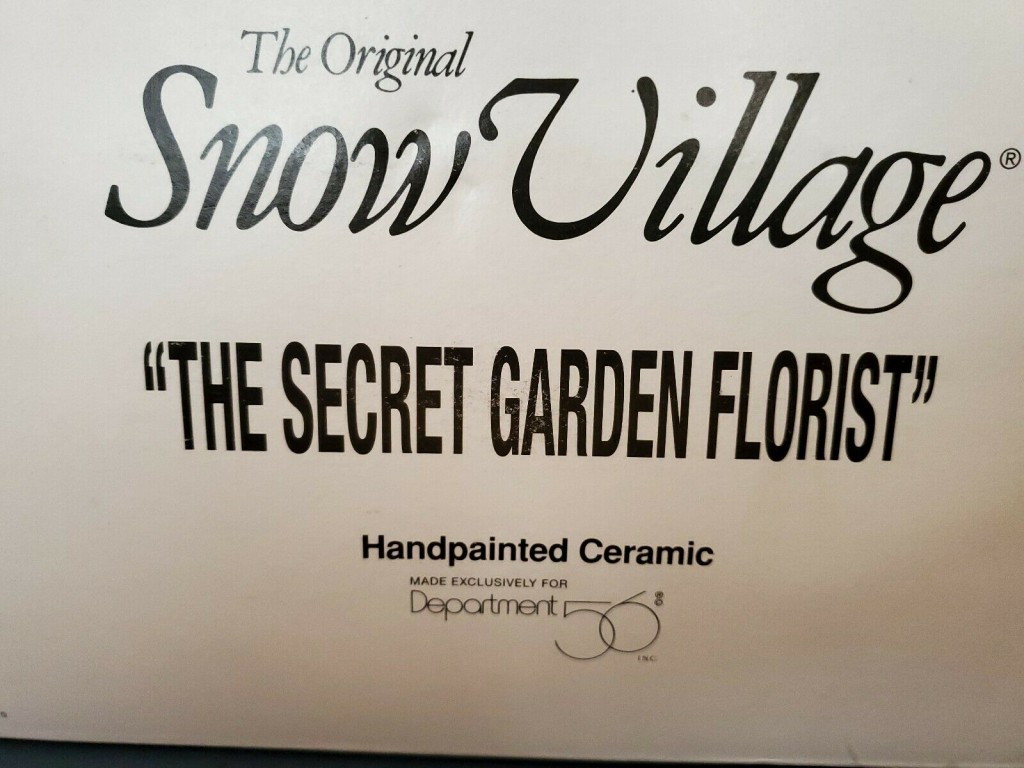 The Original
Snow Village®
“THE SECRET GARDEN FLORIST”
Handpainted Ceramic
MADE EXCLUSIVELY FOR
Department 56®
INC.